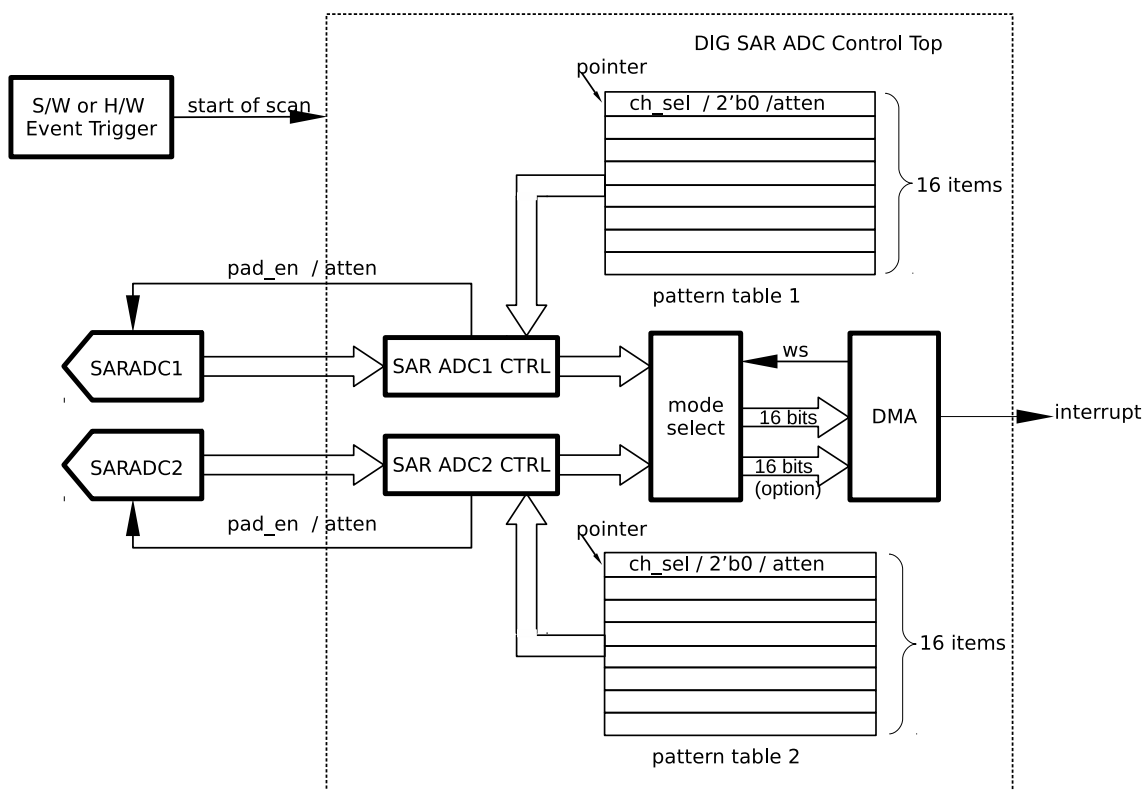 DIG SAR ADC Control Top
pointer
S/W or H/W
Event Trigger
start of scan
ch_sel / 2’b0 /atten
16 items
pad_en / atten
pattern table 1
SARADC1
SAR ADC1 CTRL
ws
mode
select
16 bits
DMA
interrupt
SARADC2
SAR ADC2 CTRL
16 bits
(option)
pad_en / atten
pointer
ch_sel / 2’b0 / atten
16 items
pattern table 2